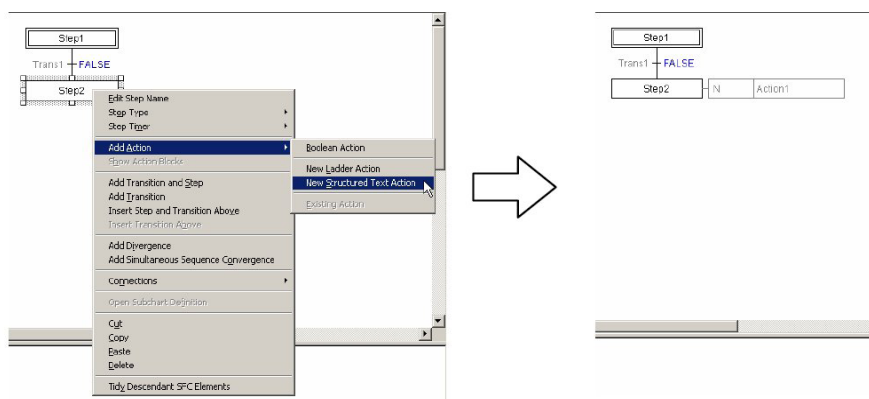 Step1
Trans1 FALSE
Step2
Edit Step Name
Step Type
Step Timer
Add Action
Show Action Blocks
Add Transition and Step
Add Transition
Insert Step and Transition Above
Insert Transition Above
Add Divergence
Add Simultaneous Sequence Convergence
Connections
Open Subchart Definition
Cut
Copy
Paste
Delete
Tidy Descendant SFC Elements
Boolean Action
New Ladder Action
New Structured Text Action
Existing Action
Step1
Trans1 FALSE
Step2 N Action1